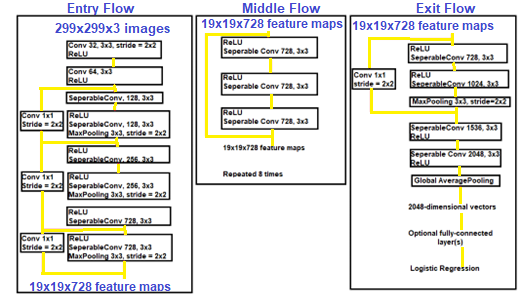 Entry Flow
299x299x3 images
Conv 32, 3x3, stride = 2x2
ReLU
Conv 64, 3x3
ReLU
SeperableConv, 128, 3x3
Conv 1x1
Stride = 2x2
ReLU
SeperableConv, 128, 3x3
MaxPooling 3x3, stride = 2x2
ReLU
SeperableConv, 256, 3x3
Conv 1x1
Stride = 2x2
ReLU
SeperableConv, 256, 3x3
MaxPooling 3x3, stride = 2x2
ReLU
SeperableConv 728, 3x3
Conv 1x1
Stride = 2x2
ReLU
SeperableConv 728, 3x3
MaxPooling 3x3, stride = 2x2
19x19x728 feature maps
Middle Flow
19x19x728 feature maps
ReLU
Seperable Conv 728, 3x3
ReLU
Seperable Conv 728, 3x3
ReLU
Seperable Conv 728, 3x3
19x19x728 feature maps
Repeated 8 times
Exit Flow
19x19x728 feature maps
ReLU
SeperableConv 728, 3x3
Conv 1x1
stride = 2x2
ReLU
SeperableConv 1024, 3x3
MaxPooling 3x3, stride=2x2
SeperableConv 1536, 3x3
ReLU
Seperable Conv 2048, 3x3
ReLU
Global AveragePooling
2048-dimensional vectors
Optional fully-connected
layer(s)
Logistic Regression